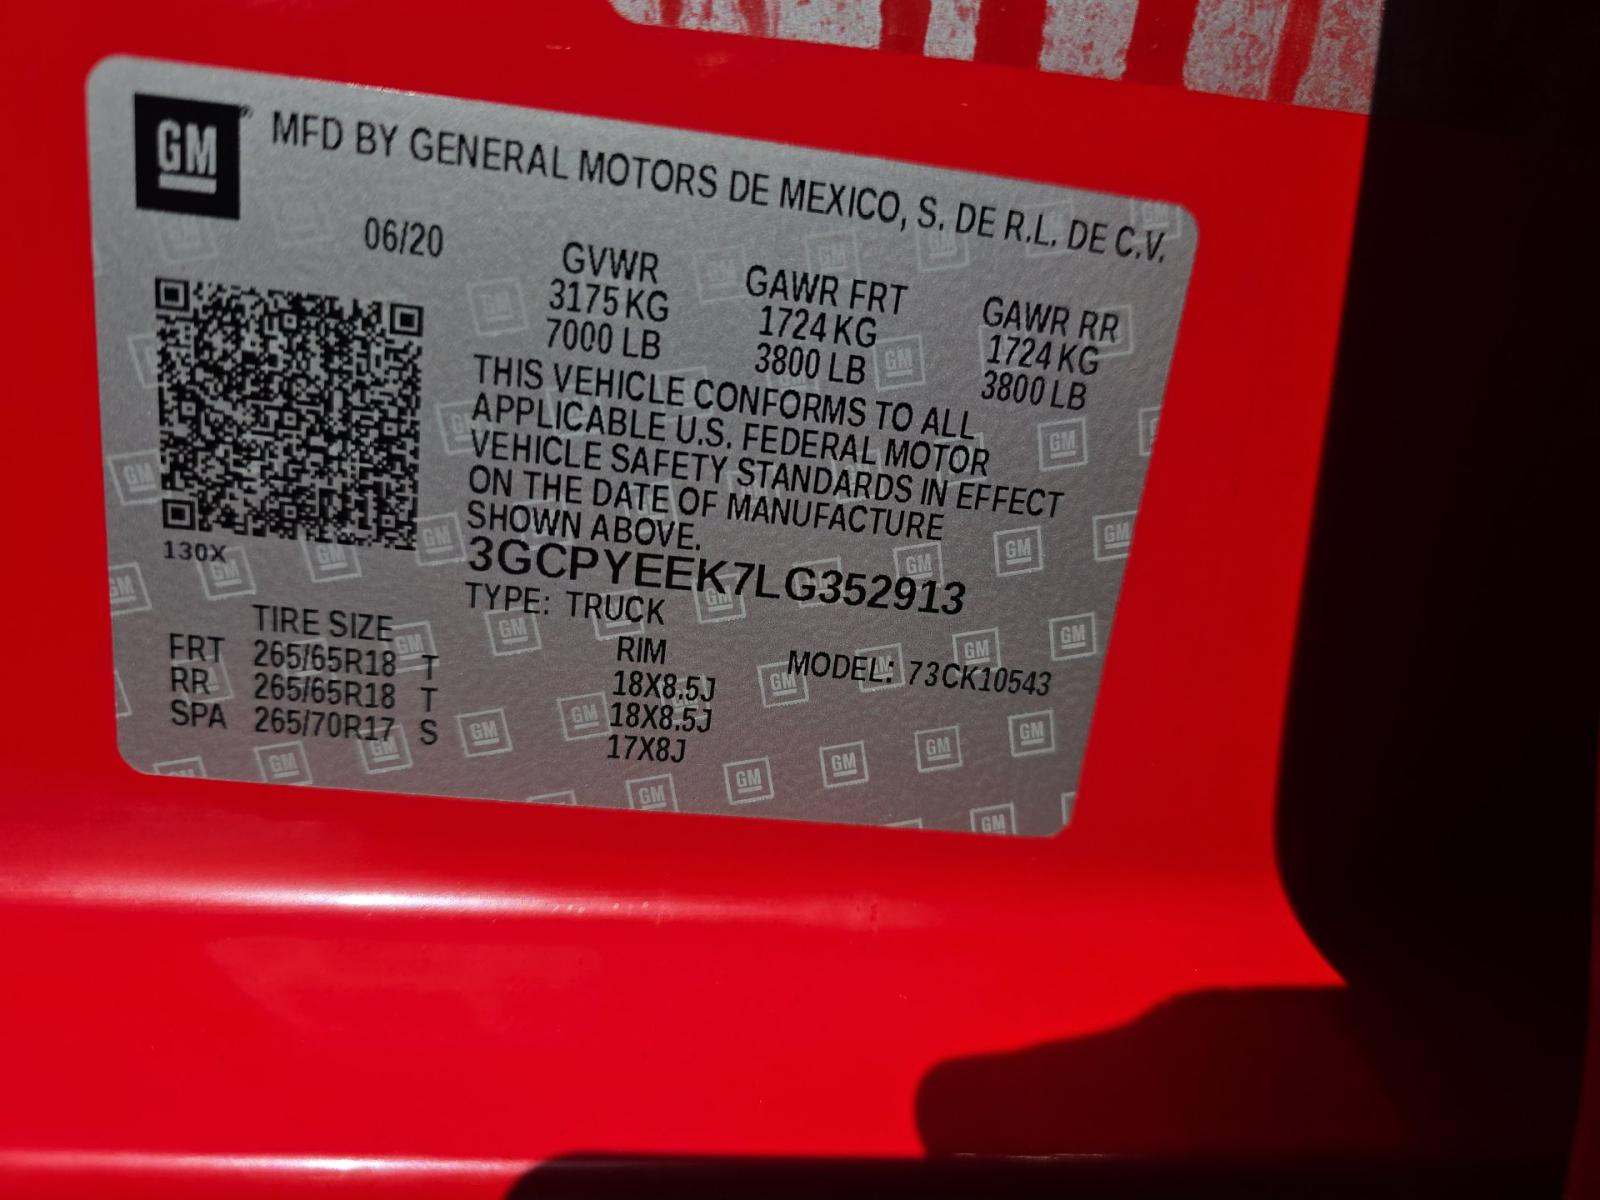 GM
MFD BY GENERAL MOTORS DE MEXICO, S. DE R.L. DE C.V.
06/20
GVWR GAWR FRT GAWR RR
3175 KG 1724 KG 1724 KG
7000 LB 3800 LB 3800 LB
THIS VEHICLE CONFORMS TO ALL
APPLICABLE U.S. FEDERAL MOTOR
VEHICLE SAFETY STANDARDS IN EFFECT
ON THE DATE OF MANUFACTURE
SHOWN ABOVE.
130X
3GCPYEEK7LG352913
TYPE: TRUCK
TIRE SIZE RIM MODEL: 73CK10543
FRT 265/65R18 T 18X8.5J
RR 265/65R18 T 18X8.5J
SPA 265/70R17 S 17X8J